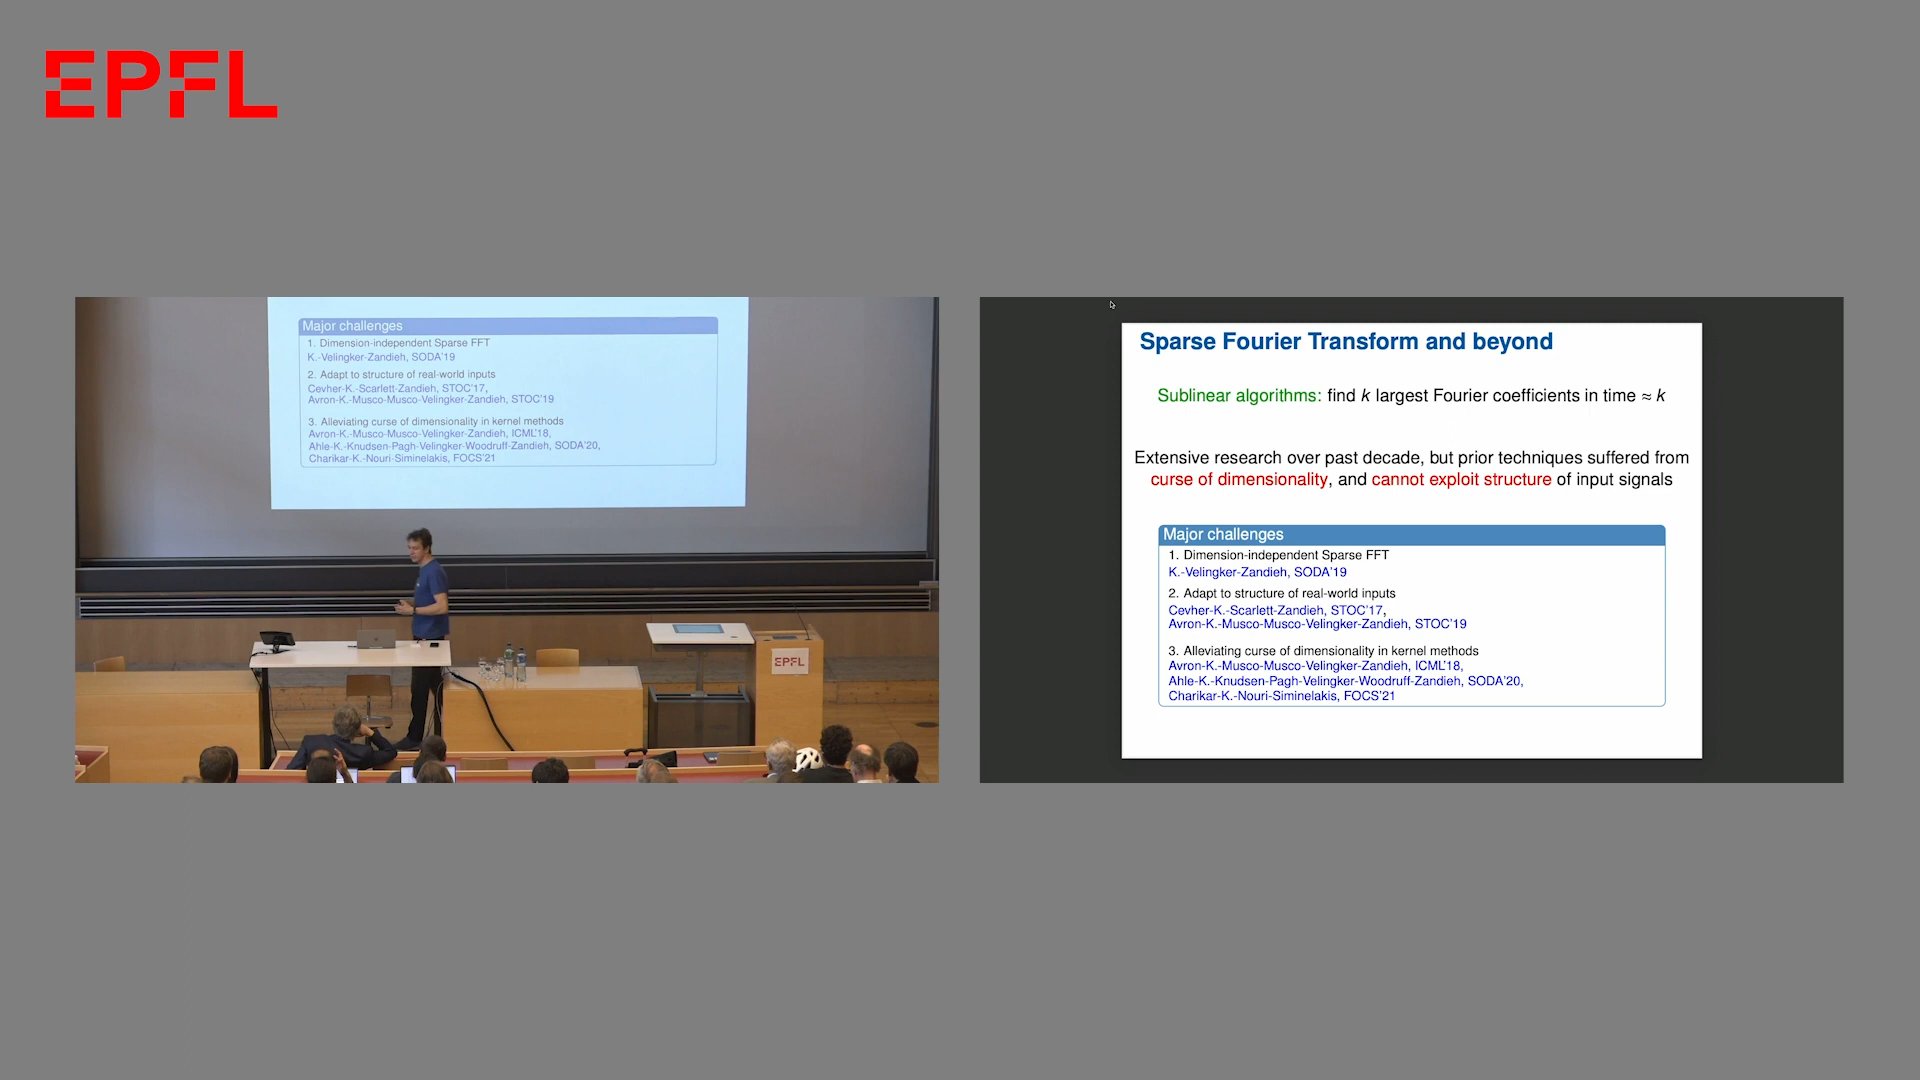 EPFL
Major challenges
1. Dimension-independent Sparse FFT
K.-Velingker-Zandieh, SODA'19
2. Adapt to structure of real-world inputs
Cevher-K.-Scarlett-Zandieh, STOC'17,
Avron-K.-Musco-Musco-Velingker-Zandieh, STOC'19
3. Alleviating curse of dimensionality in kernel methods
Avron-K.-Musco-Musco-Velingker-Zandieh, ICML'18,
Ahle-K.-Knudsen-Pagh-Velingker-Woodruff-Zandieh, SODA'20,
Charikar-K.-Nouri-Siminelakis, FOCS'21
EPFL
Sparse Fourier Transform and beyond
Sublinear algorithms: find k largest Fourier coefficients in time ≈ k
Extensive research over past decade, but prior techniques suffered from
curse of dimensionality, and cannot exploit structure of input signals
Major challenges
1. Dimension-independent Sparse FFT
K.-Velingker-Zandieh, SODA'19
2. Adapt to structure of real-world inputs
Cevher-K.-Scarlett-Zandieh, STOC'17,
Avron-K.-Musco-Musco-Velingker-Zandieh, STOC'19
3. Alleviating curse of dimensionality in kernel methods
Avron-K.-Musco-Musco-Velingker-Zandieh, ICML'18,
Ahle-K.-Knudsen-Pagh-Velingker-Woodruff-Zandieh, SODA'20,
Charikar-K.-Nouri-Siminelakis, FOCS'21